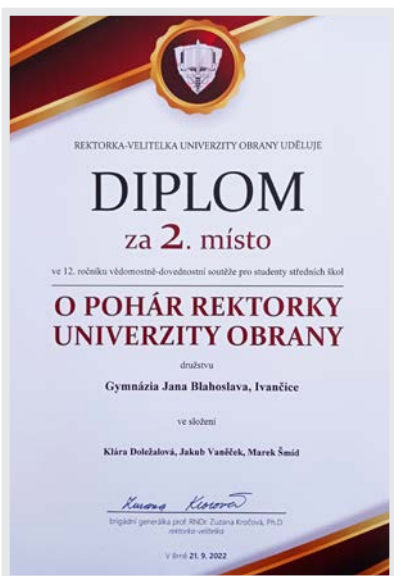 REKTORKA-VELITELKA UNIVERZITY OBRANY UDĚLUJE
DIPLOM
za 2. místo
ve 12. ročníku vědomostně-dovednostní soutěže pro studenty středních škol
O POHÁR REKTORKY
UNIVERZITY OBRANY
družstvu
Gymnázia Jana Blahoslava, Ivančice
ve složení
Klára Doležalová, Jakub Vaněček, Marek Šmíd
Zuzana Kročová
brigádní generálka prof. RNDr. Zuzana Kročová, Ph.D.
rektorka-velitelka
V Brně 21. 9. 2022